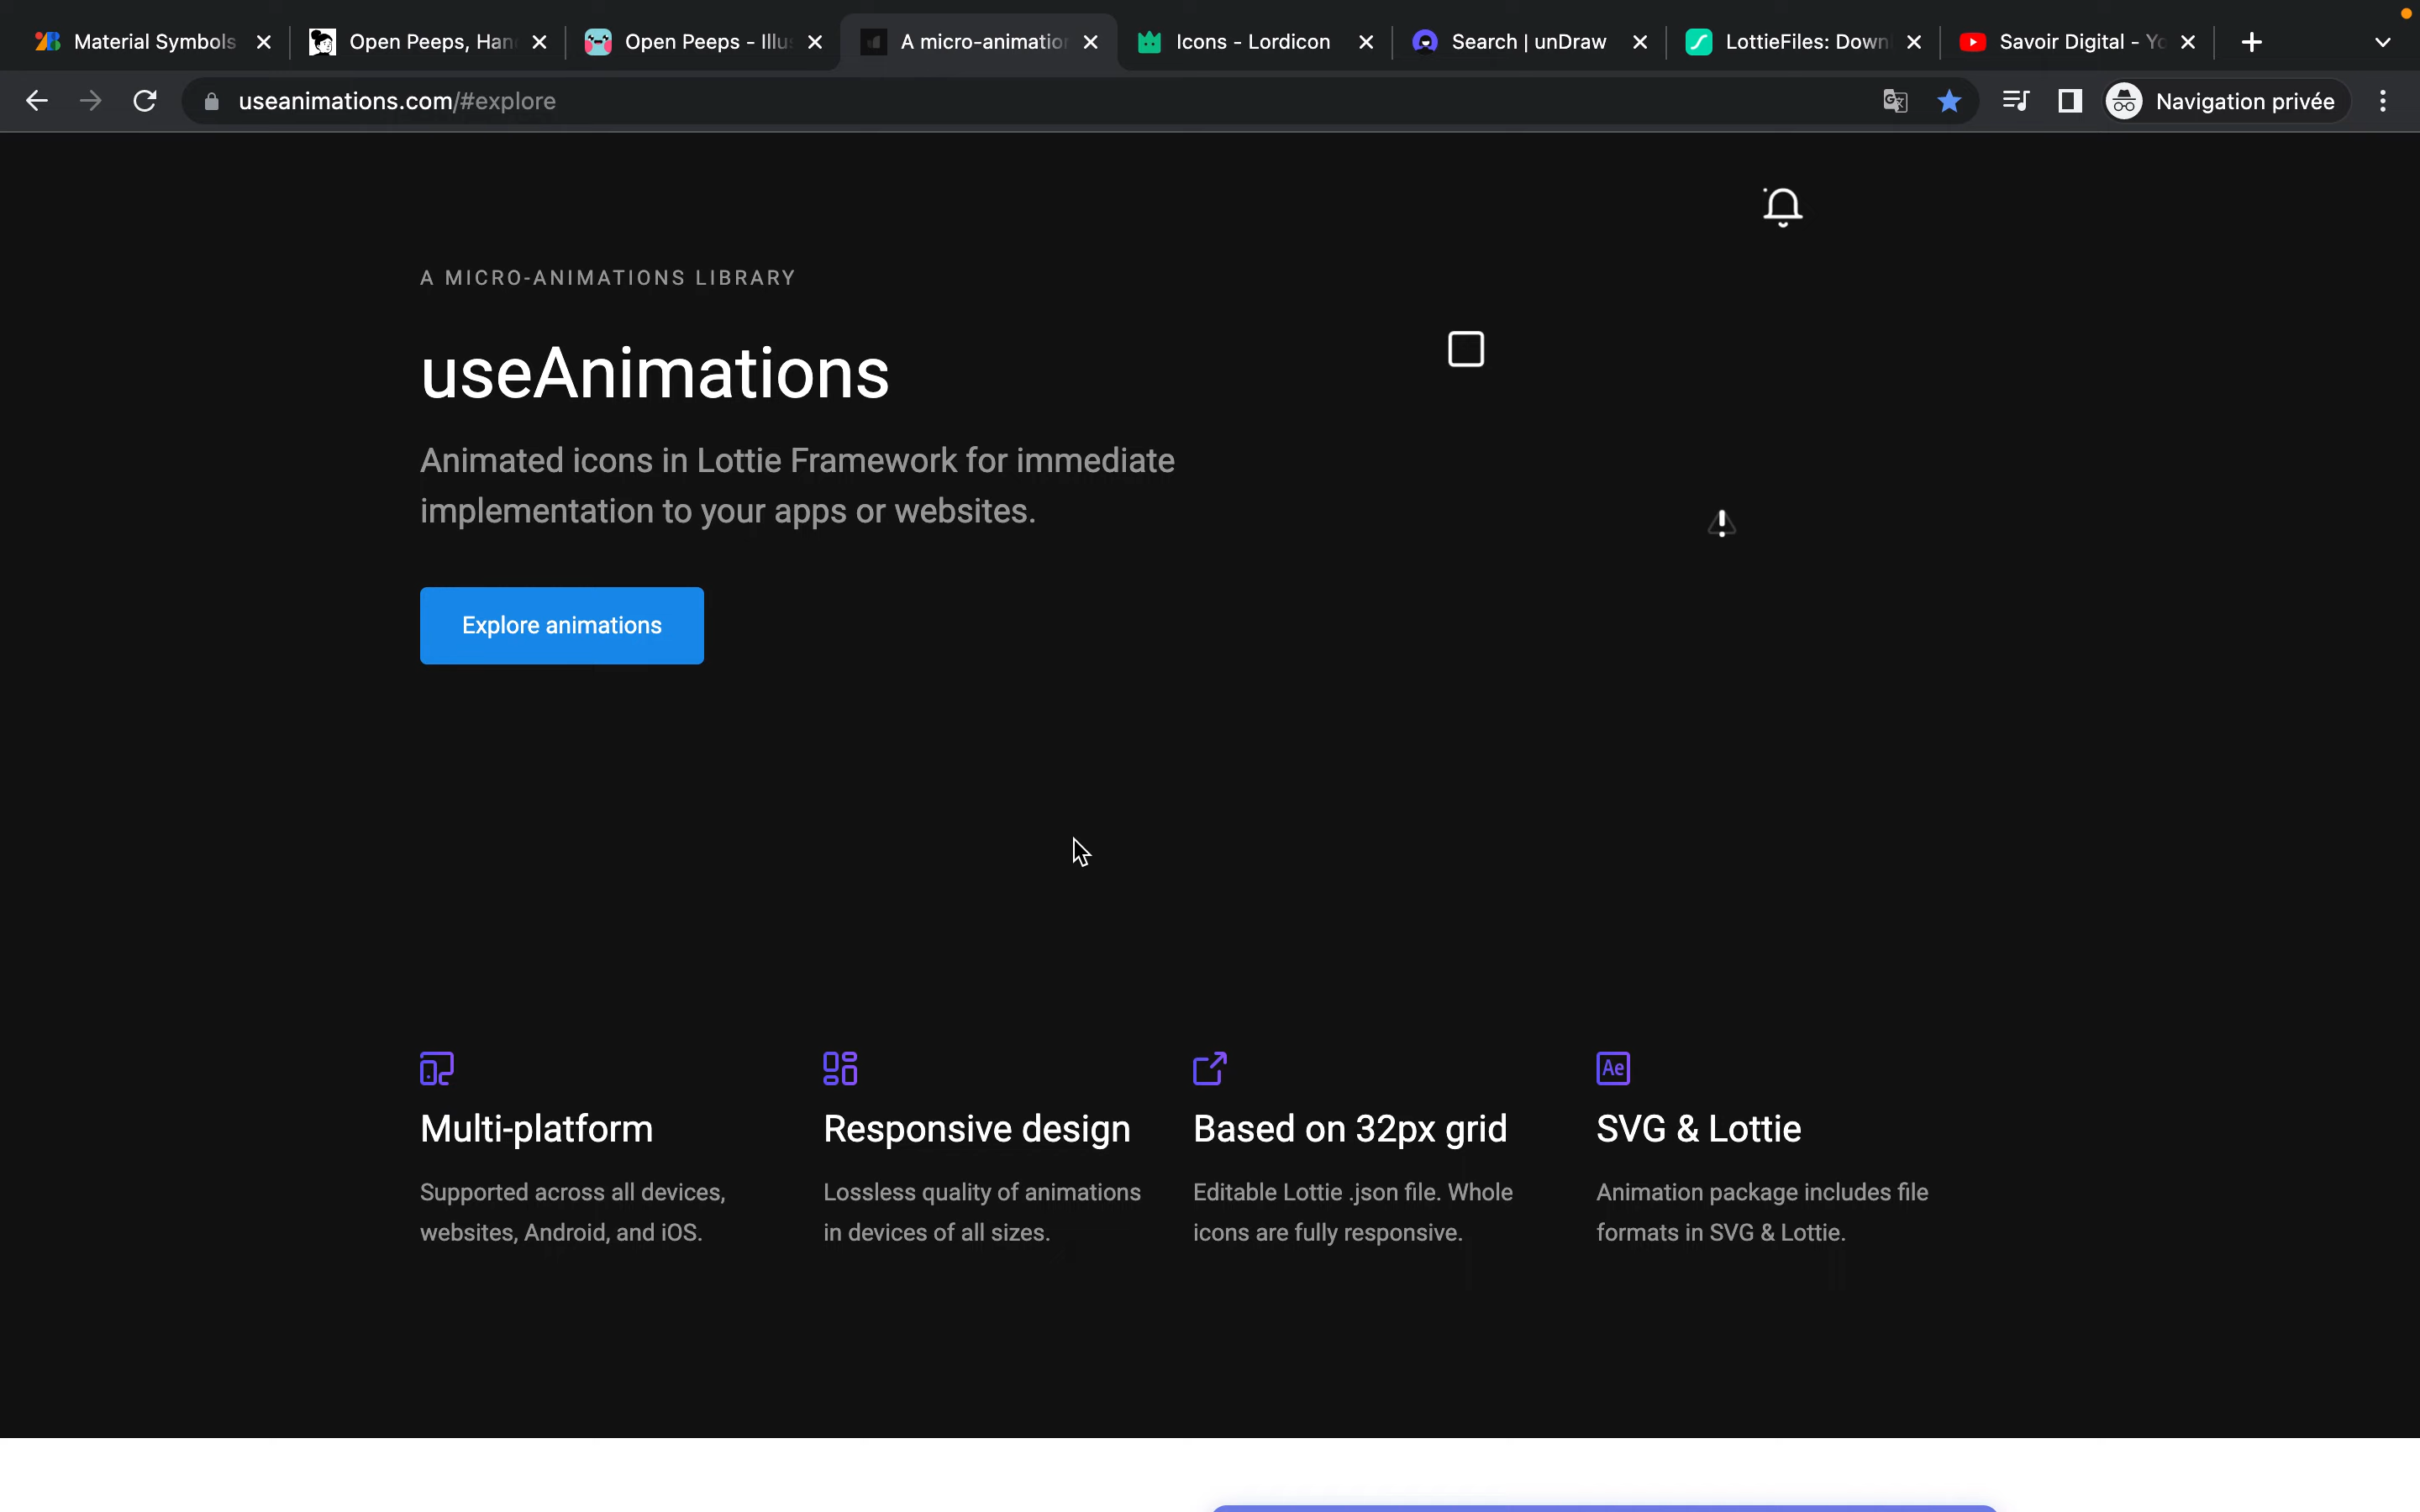 Material Symbols
Open Peeps, Han
Open Peeps - Illus
A micro-animation
Icons - Lordicon
Search | unDraw
LottieFiles: Down
Savoir Digital - Yo
useanimations.com/#explore
Navigation privée
A MICRO-ANIMATIONS LIBRARY
useAnimations
Animated icons in Lottie Framework for immediate
implementation to your apps or websites.
Explore animations
Ae
Multi-platform
Responsive design
Based on 32px grid
SVG & Lottie
Supported across all devices,
websites, Android, and iOS.
Lossless quality of animations
in devices of all sizes.
Editable Lottie .json file. Whole
icons are fully responsive.
Animation package includes file
formats in SVG & Lottie.